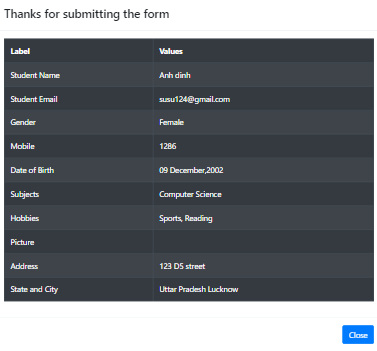 Thanks for submitting the form
Label Values
Student Name Anh dinh
Student Email susu124@gmail.com
Gender Female
Mobile 1286
Date of Birth 09 December,2002
Subjects Computer Science
Hobbies Sports, Reading
Picture
Address 123 D5 street
State and City Uttar Pradesh Lucknow
Close